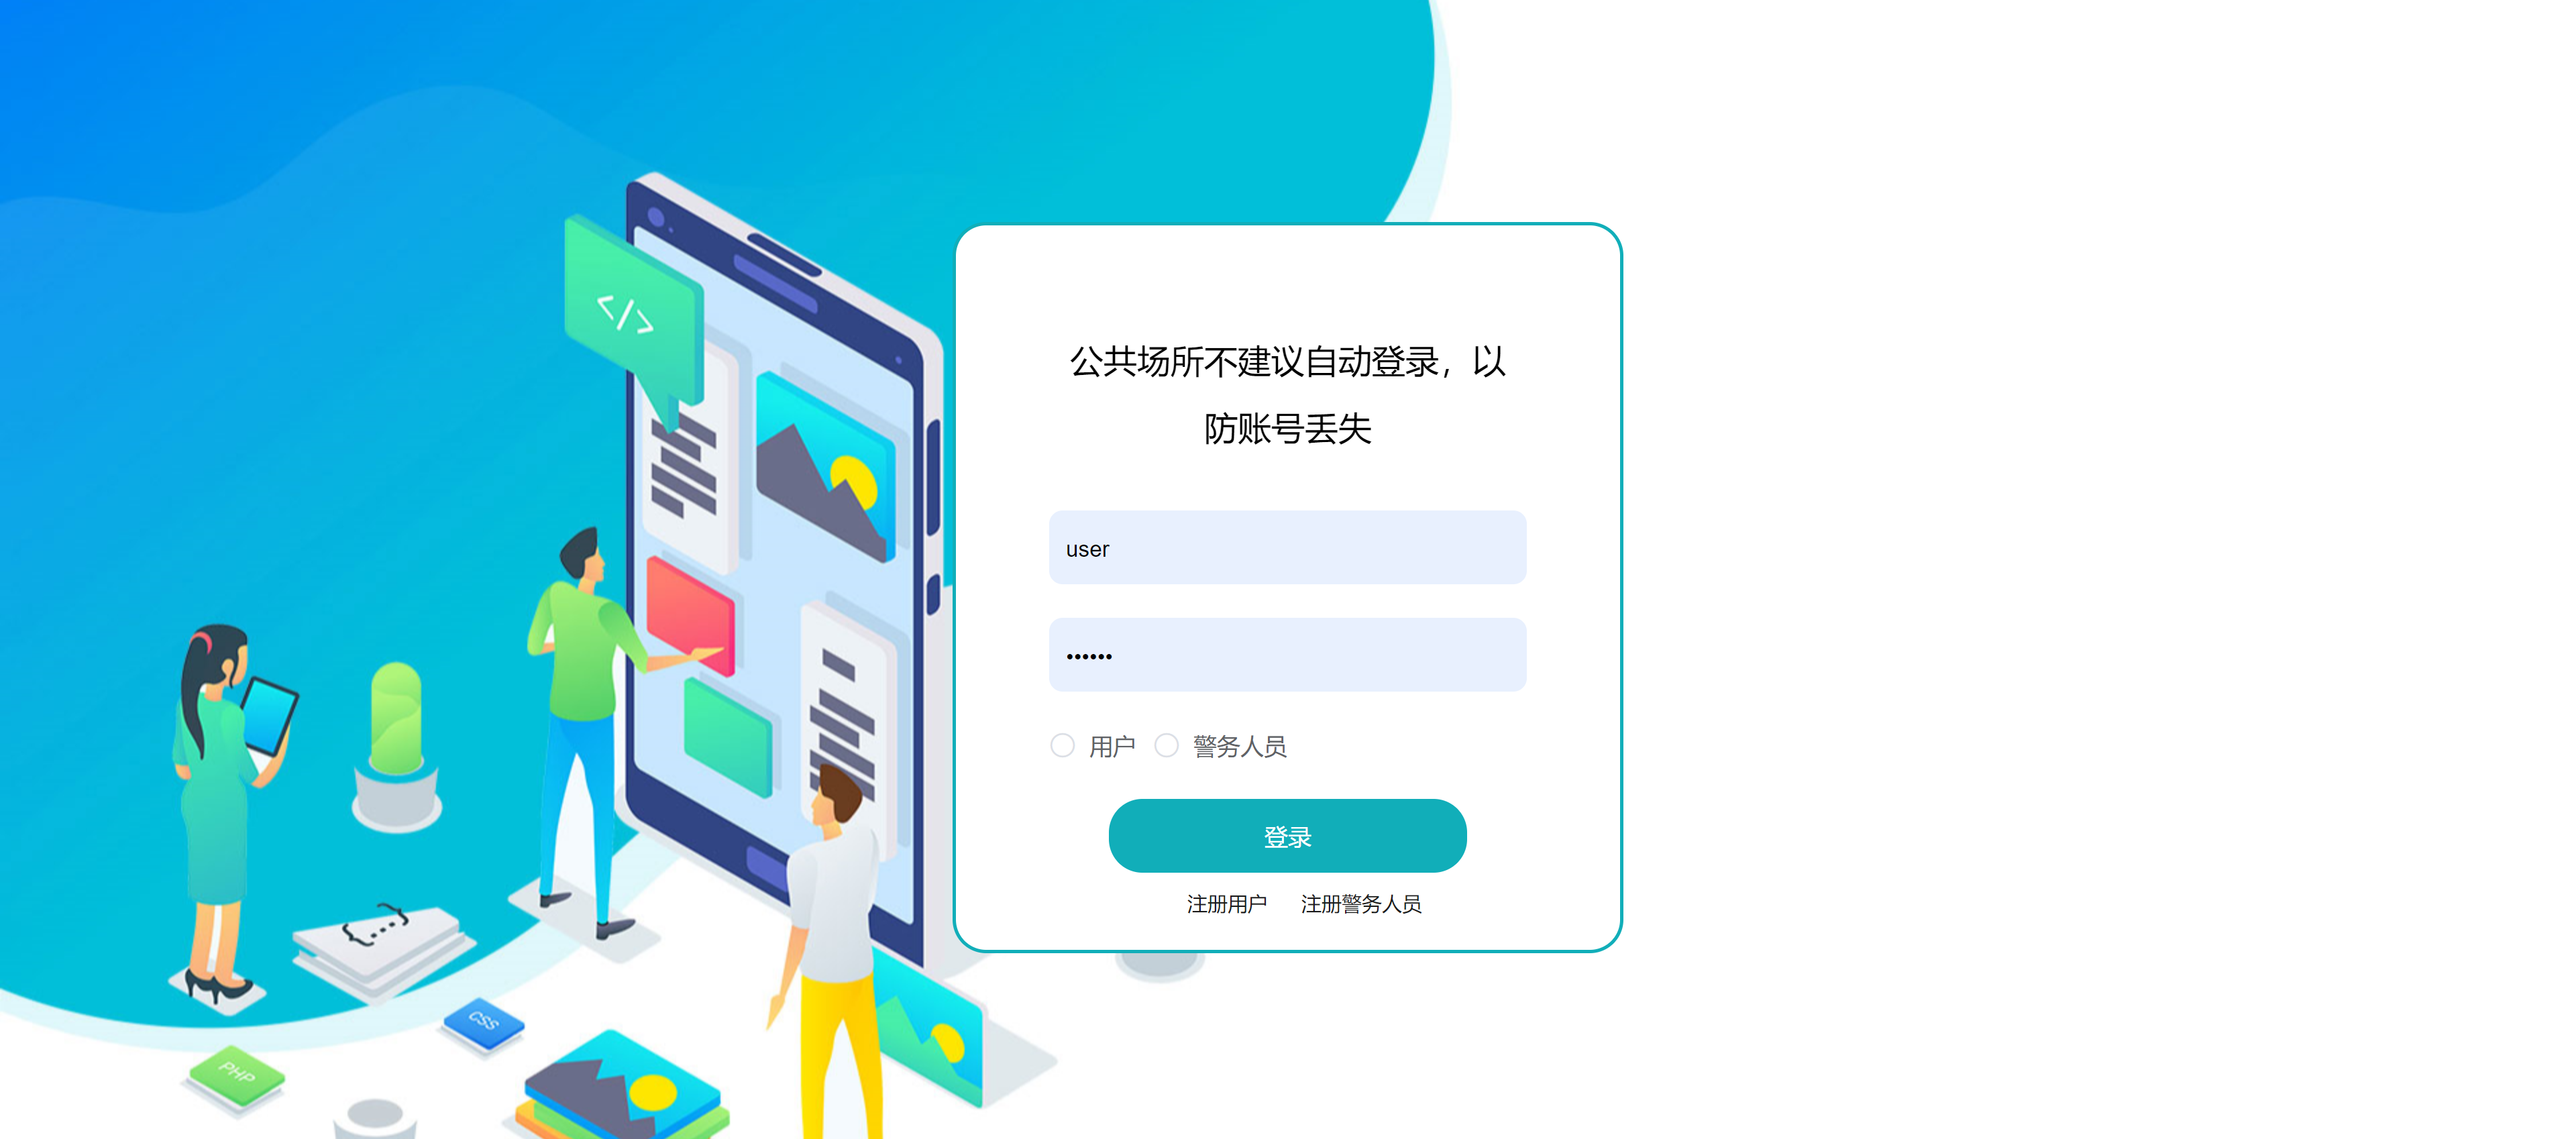 </>
公共场所不建议自动登录，以
防账号丢失
user
••••••
用户 警务人员
登录
注册用户 注册警务人员
CSS
PHP